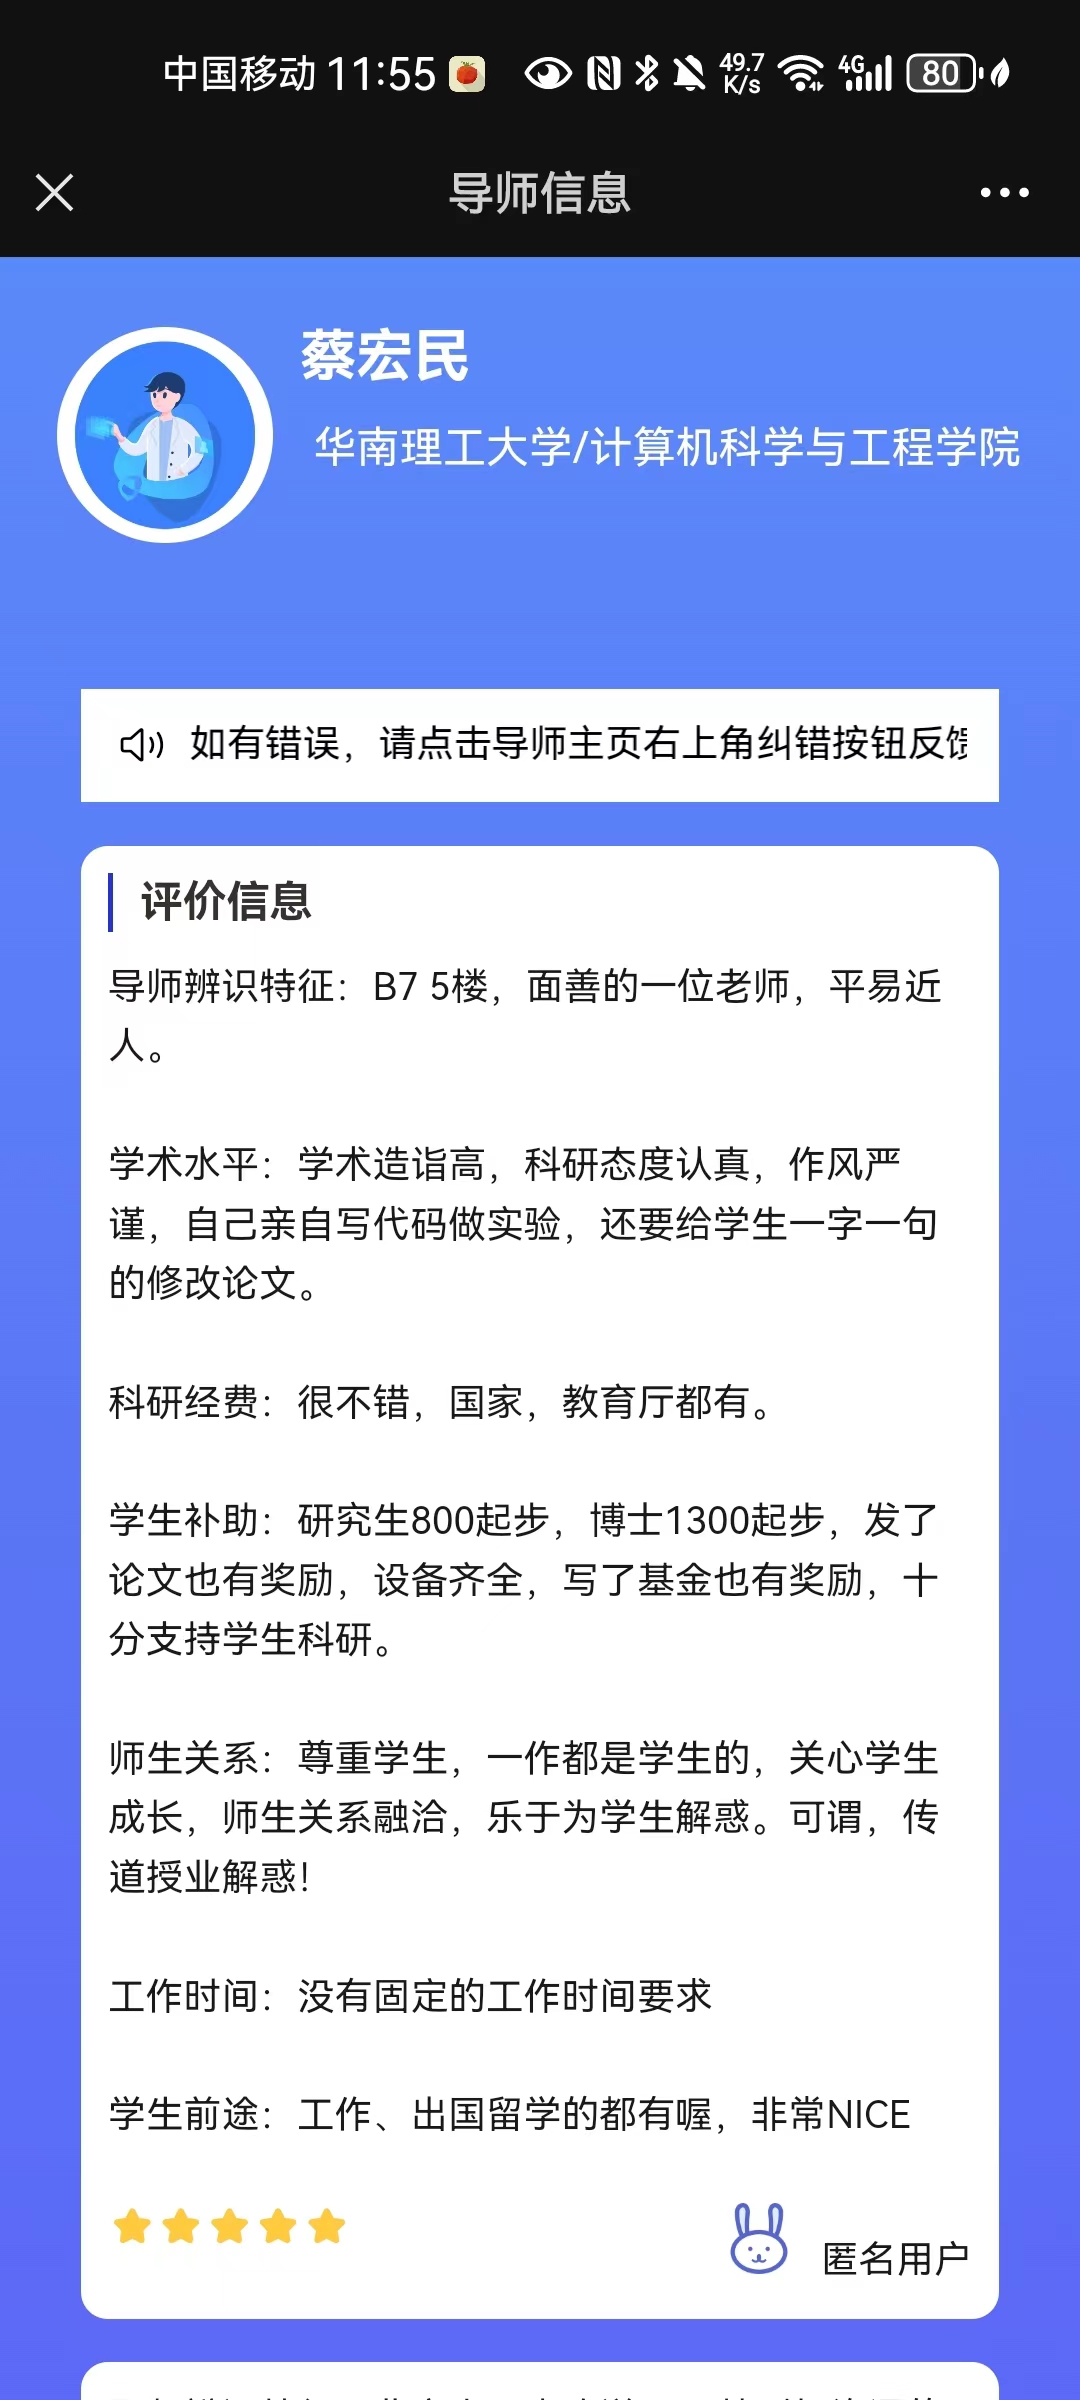 中国移动 11:55 49.7 K/s 4G 80
导师信息
蔡宏民
华南理工大学/计算机科学与工程学院
如有错误，请点击导师主页右上角纠错按钮反馈
评价信息
导师辨识特征：B7 5楼，面善的一位老师，平易近
人。
学术水平：学术造诣高，科研态度认真，作风严
谨，自己亲自写代码做实验，还要给学生一字一句
的修改论文。
科研经费：很不错，国家，教育厅都有。
学生补助：研究生800起步，博士1300起步，发了
论文也有奖励，设备齐全，写了基金也有奖励，十
分支持学生科研。
师生关系：尊重学生，一作都是学生的，关心学生
成长，师生关系融洽，乐于为学生解惑。可谓，传
道授业解惑！
工作时间：没有固定的工作时间要求
学生前途：工作、出国留学的都有喔，非常NICE
匿名用户